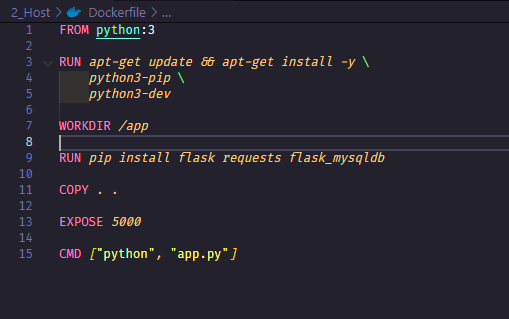 2_Host > Dockerfile > ...
1 FROM python:3
2
3 RUN apt-get update && apt-get install -y \
4 python3-pip \
5 python3-dev
6
7 WORKDIR /app
8
9 RUN pip install flask requests flask_mysqldb
10
11 COPY . .
12
13 EXPOSE 5000
14
15 CMD ["python", "app.py"]